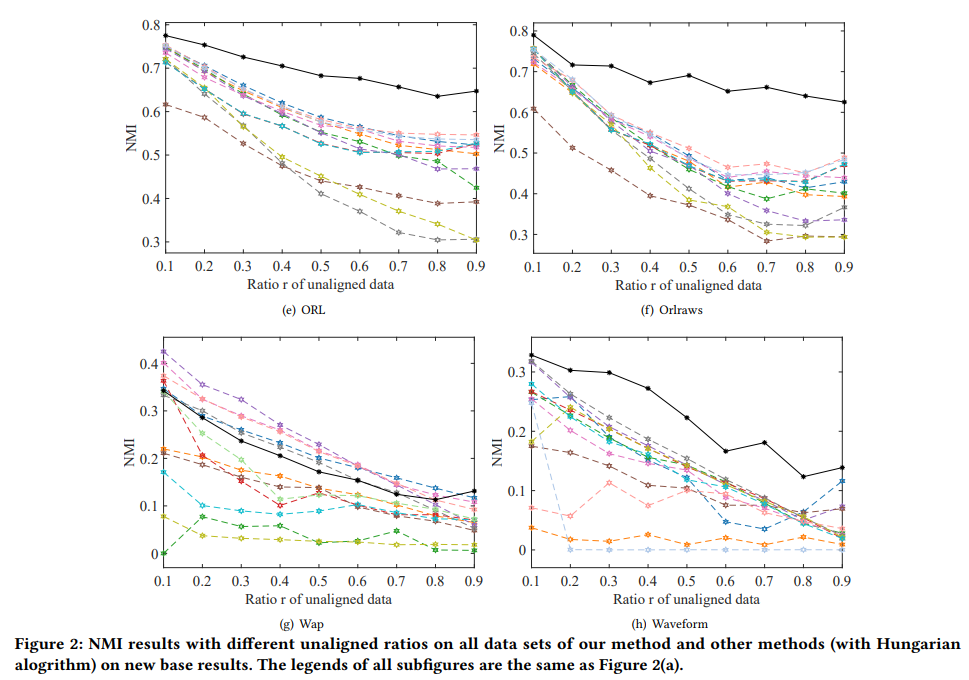 0.8
0.7
0.6
0.5
0.4
0.3
NMI
0.1 0.2 0.3 0.4 0.5 0.6 0.7 0.8 0.9
Ratio r of unaligned data
(e) ORL
0.8
0.7
0.6
0.5
0.4
0.3
NMI
0.1 0.2 0.3 0.4 0.5 0.6 0.7 0.8 0.9
Ratio r of unaligned data
(f) Orlraws
0.4
0.3
0.2
0.1
0
NMI
0.1 0.2 0.3 0.4 0.5 0.6 0.7 0.8 0.9
Ratio r of unaligned data
(g) Wap
0.3
0.2
0.1
0
NMI
0.1 0.2 0.3 0.4 0.5 0.6 0.7 0.8 0.9
Ratio r of unaligned data
(h) Waveform
Figure 2: NMI results with different unaligned ratios on all data sets of our method and other methods (with Hungarian
alogrithm) on new base results. The legends of all subfigures are the same as Figure 2(a).